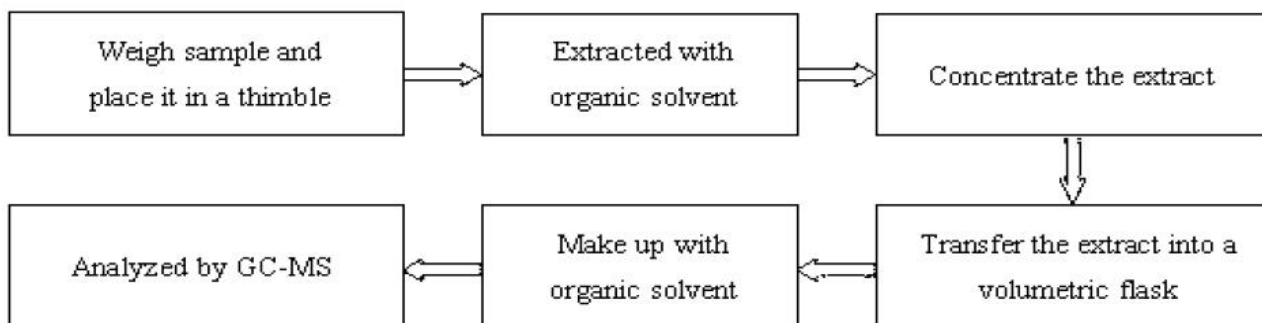 Weigh sample and
place it in a thimble
Extracted with
organic solvent
Concentrate the extract
Transfer the extract into a
volumetric flask
Make up with
organic solvent
Analyzed by GC-MS